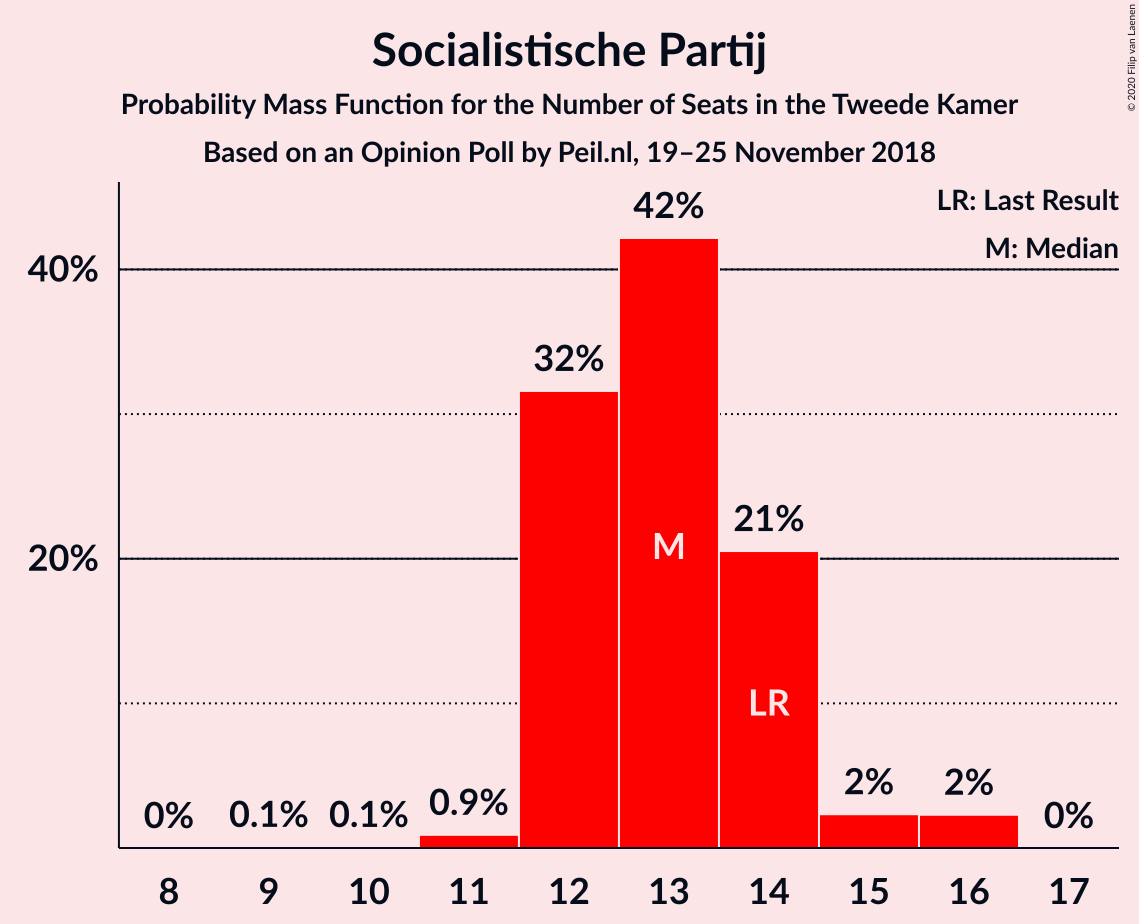 Socialistische Partij
Probability Mass Function for the Number of Seats in the Tweede Kamer
Based on an Opinion Poll by Peil.nl, 19–25 November 2018
© 2020 Filip van Laenen
LR: Last Result
M: Median
42%
40%
32%
21%
M
20%
LR
0%
0.1%
0.1%
0.9%
2%
2%
0%
8
9
10
11
12
13
14
15
16
17